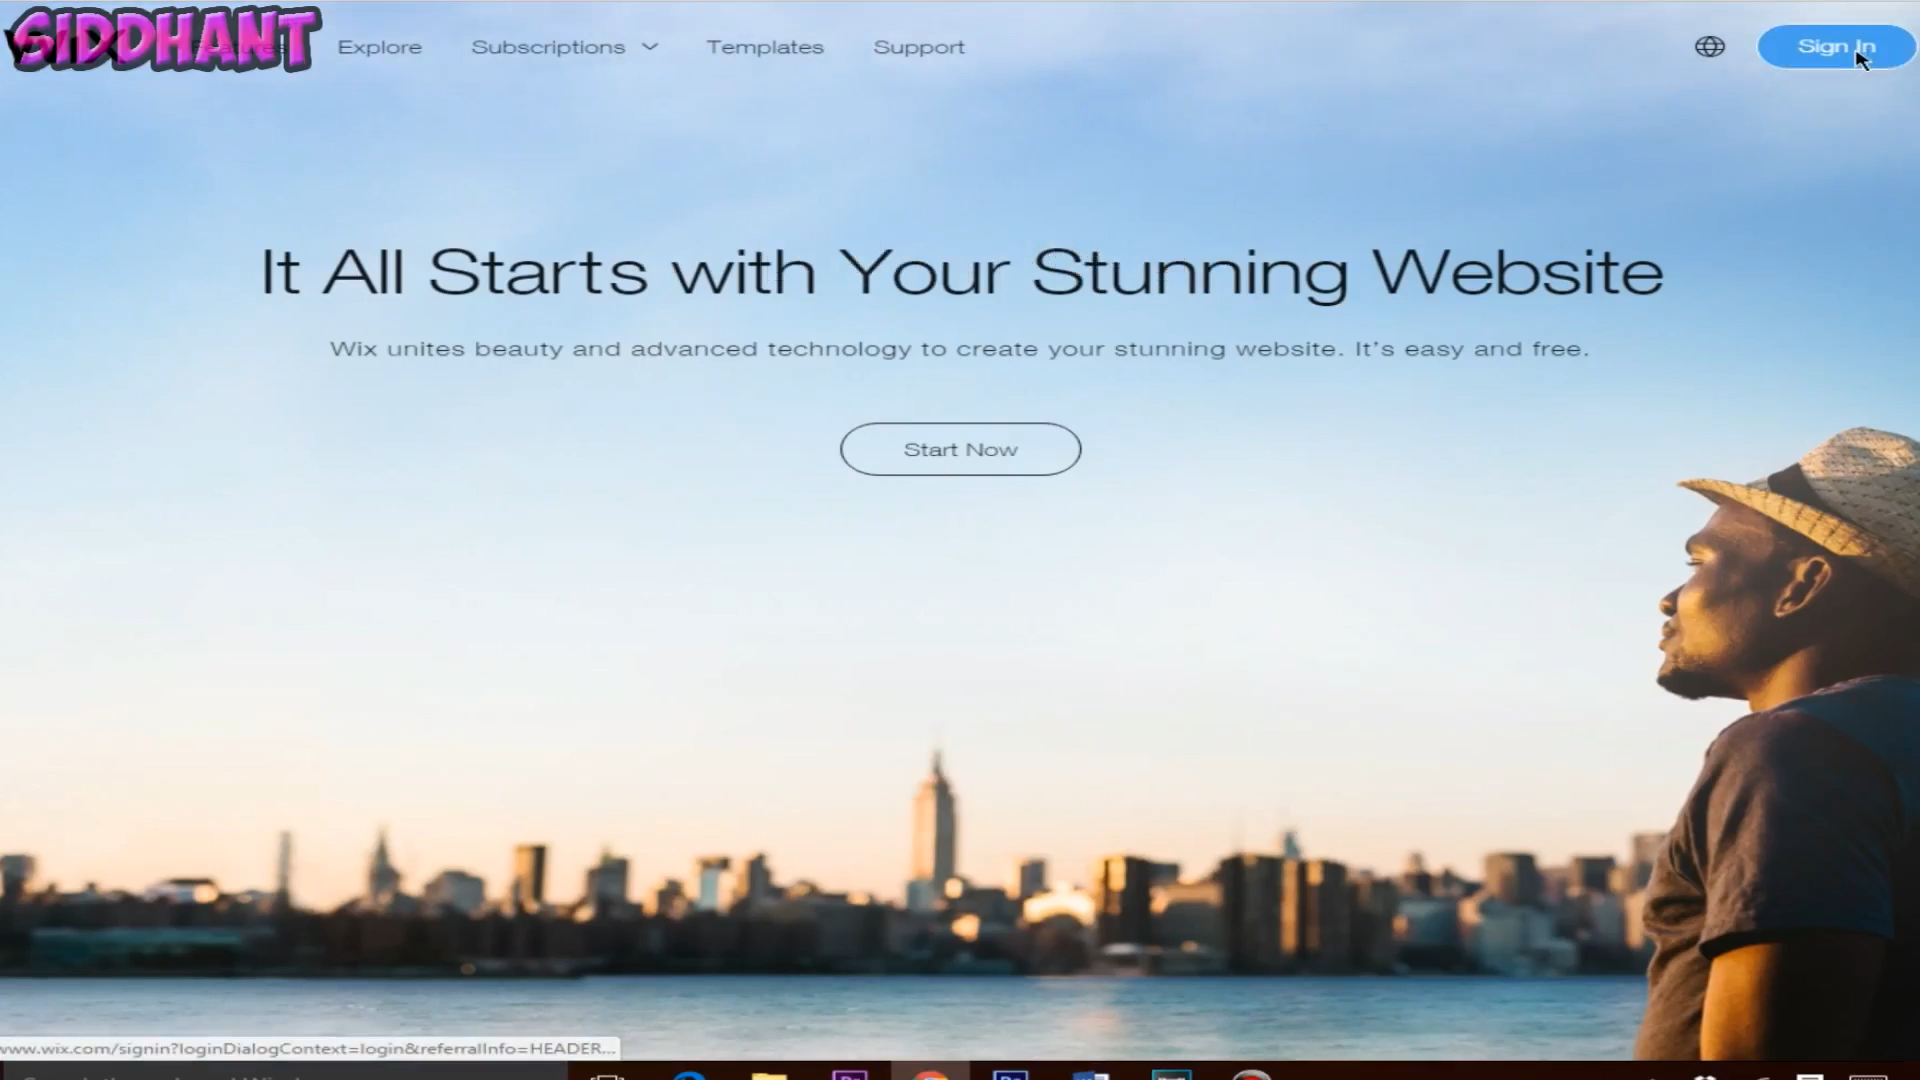 SIDDHANT
Features Explore Subscriptions Templates Support Sign In
It All Starts with Your Stunning Website
Wix unites beauty and advanced technology to create your stunning website. It's easy and free.
Start Now
www.wix.com/signin?loginDialogContext=login&referralInfo=HEADER...